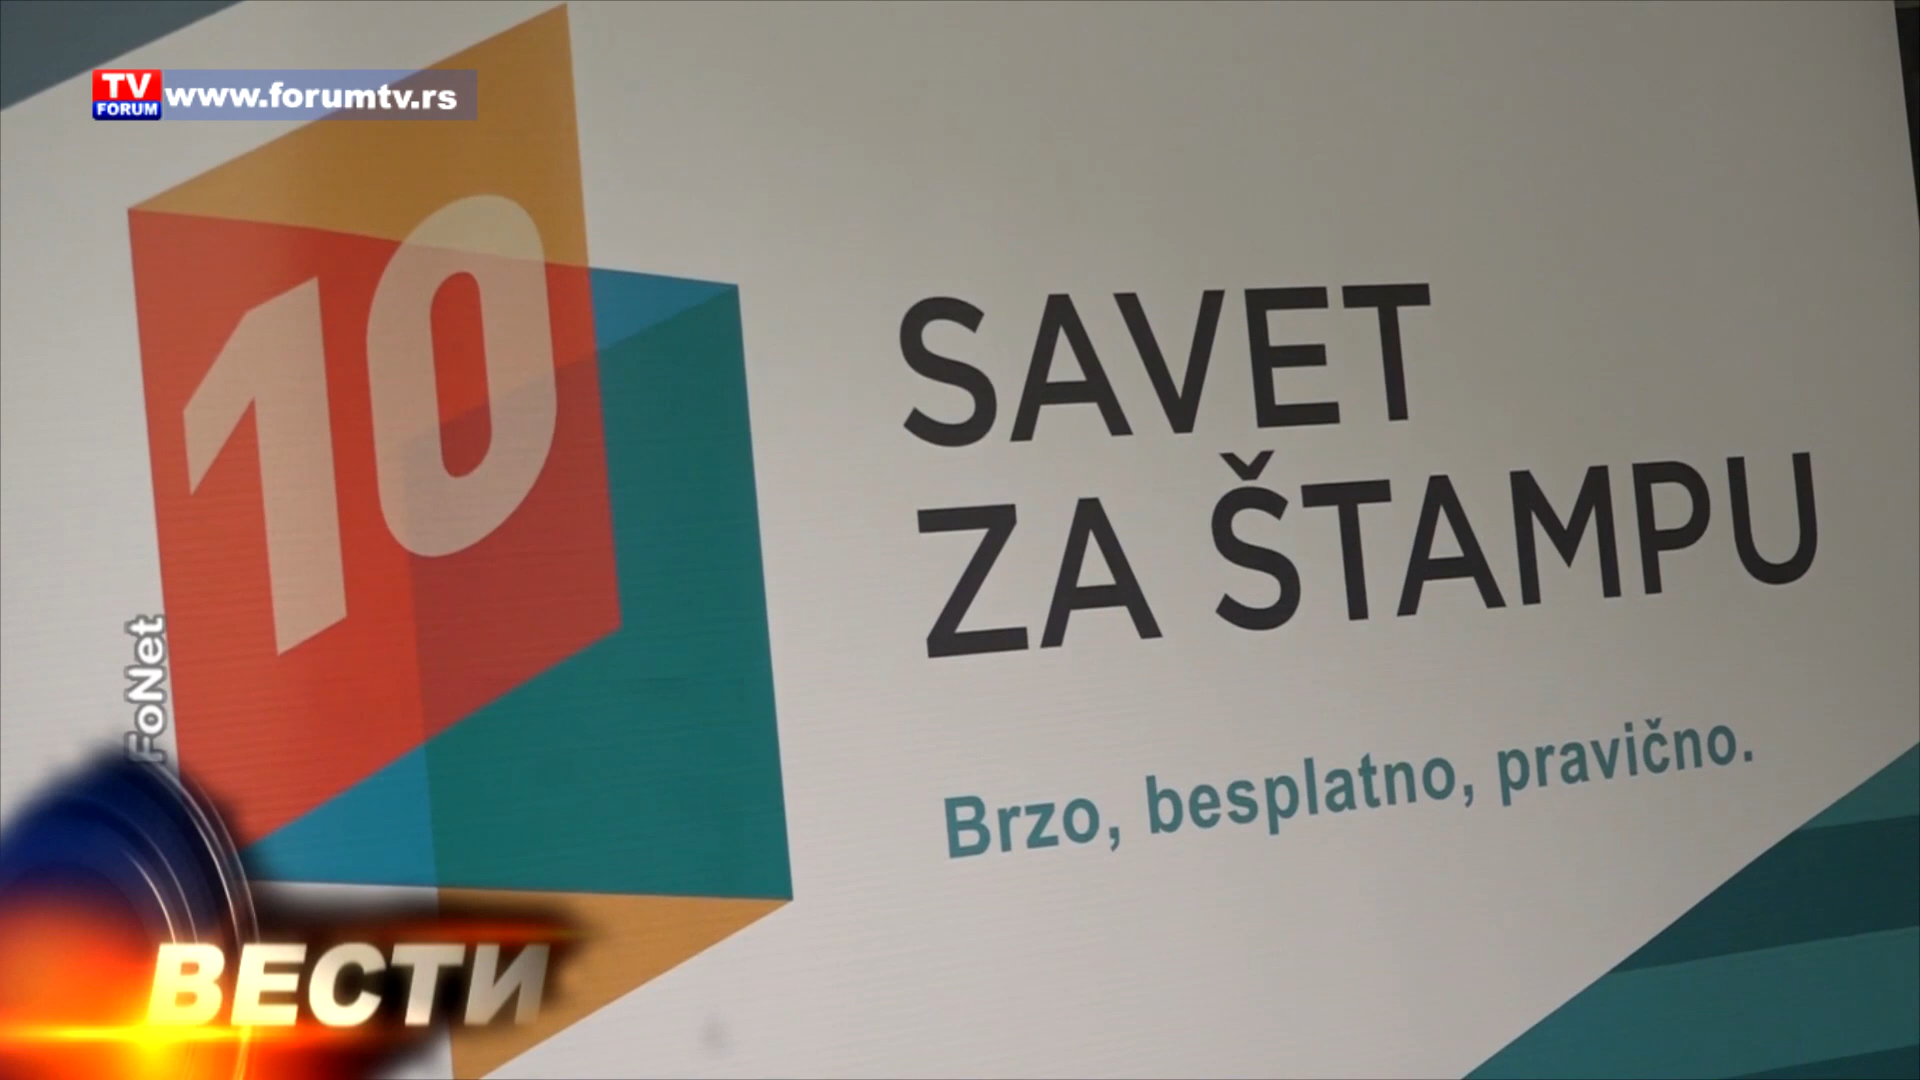 TV
FORUM
www.forumtv.rs
10
SAVET
ZA ŠTAMPU
Brzo, besplatno, pravično.
FoNet
ВЕСТИ